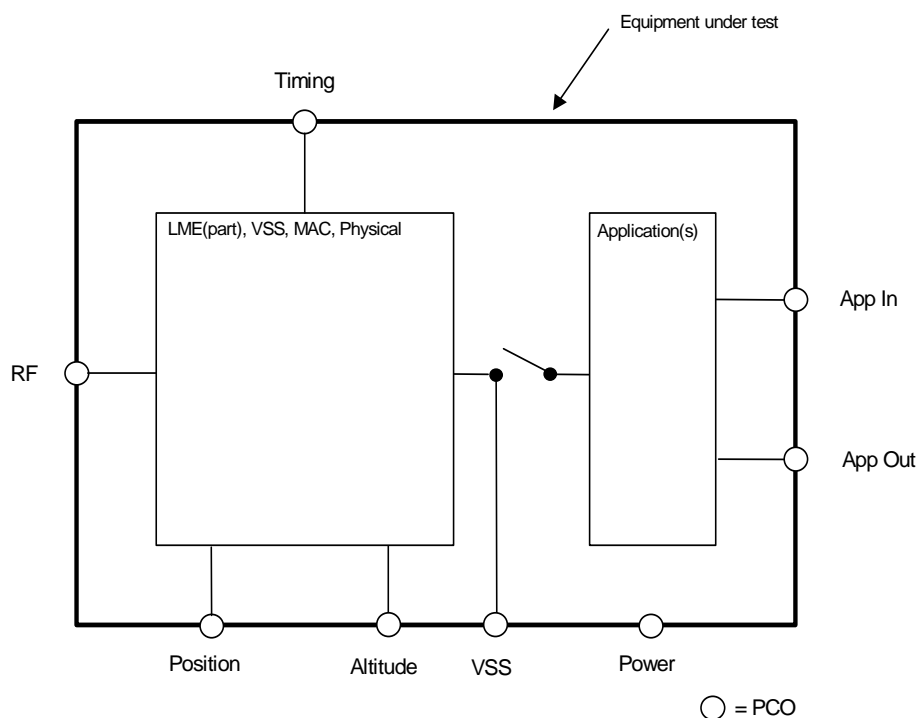 Equipment under test
Timing
LME(part), VSS, MAC, Physical
Application(s)
App In
RF
App Out
Position
Altitude
VSS
Power
= PCO